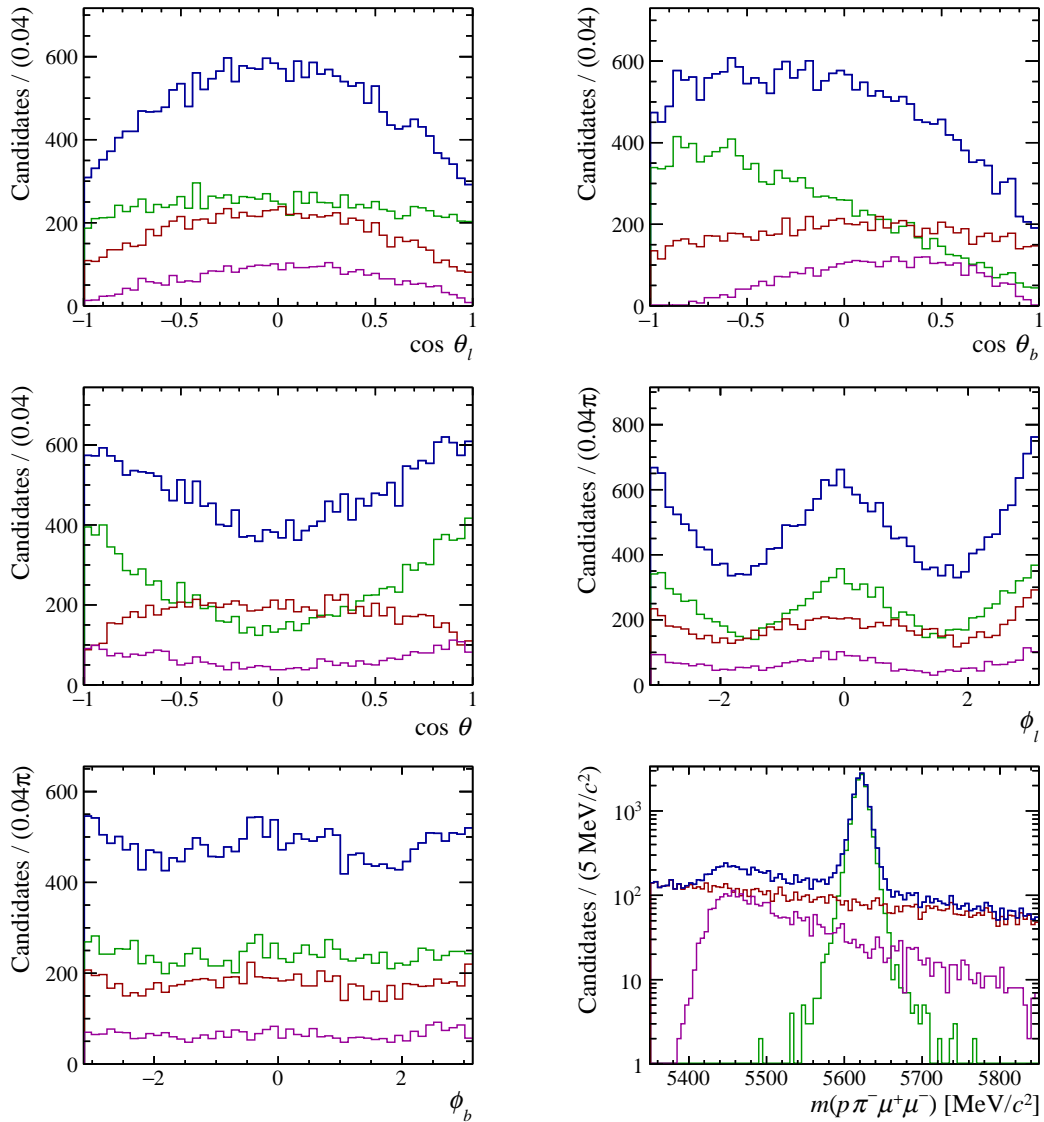 Candidates / (0.04)
600
400
200
0
−1 −0.5 0 0.5 1
cos θ_l
Candidates / (0.04)
600
400
200
0
−1 −0.5 0 0.5 1
cos θ_b
Candidates / (0.04)
600
400
200
0
−1 −0.5 0 0.5 1
cos θ
Candidates / (0.04π)
800
600
400
200
0
−2 0 2
ϕ_l
Candidates / (0.04π)
600
400
200
0
−2 0 2
ϕ_b
Candidates / (5 MeV/c²)
10³
10²
10
1
5400 5500 5600 5700 5800
m(pπ⁻μ⁺μ⁻) [MeV/c²]